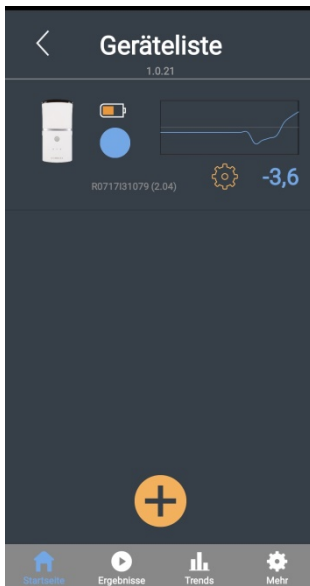 Geräteliste
1.0.21
R0717I31079 (2.04)
-3,6
Startseite Ergebnisse Trends Mehr